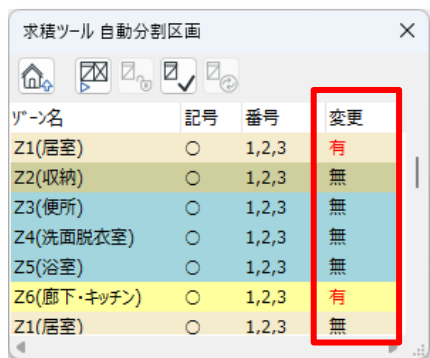 求積ツール 自動分割区画
ゾーン名 記号 番号 変更
Z1(居室) ○ 1,2,3 有
Z2(収納) ○ 1,2,3 無
Z3(便所) ○ 1,2,3 無
Z4(洗面脱衣室) ○ 1,2,3 無
Z5(浴室) ○ 1,2,3 無
Z6(廊下・キッチン) ○ 1,2,3 有
Z1(居室) ○ 1,2,3 無